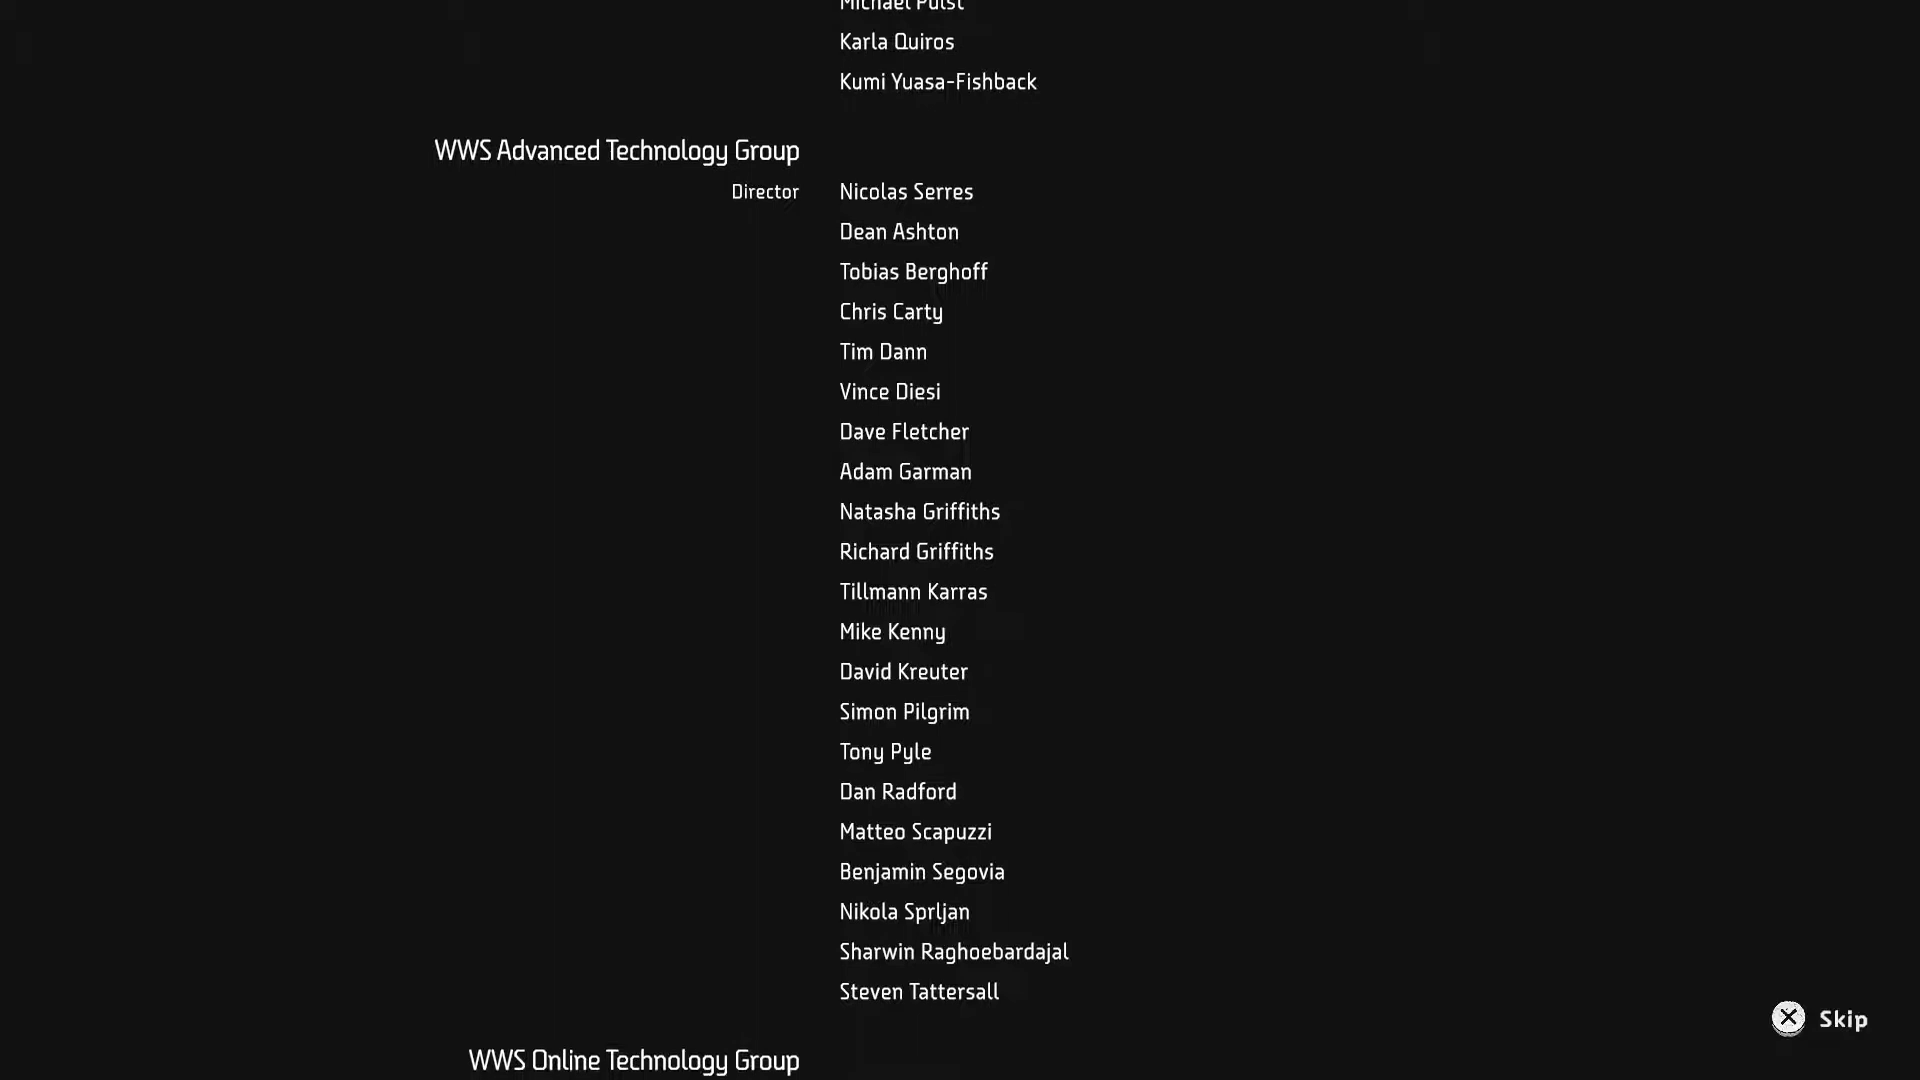 Michael Pulst
Karla Quiros
Kumi Yuasa-Fishback
WWS Advanced Technology Group
Director Nicolas Serres
Dean Ashton
Tobias Berghoff
Chris Carty
Tim Dann
Vince Diesi
Dave Fletcher
Adam Garman
Natasha Griffiths
Richard Griffiths
Tillmann Karras
Mike Kenny
David Kreuter
Simon Pilgrim
Tony Pyle
Dan Radford
Matteo Scapuzzi
Benjamin Segovia
Nikola Sprljan
Sharwin Raghoebardajal
Steven Tattersall
Skip
WWS Online Technology Group